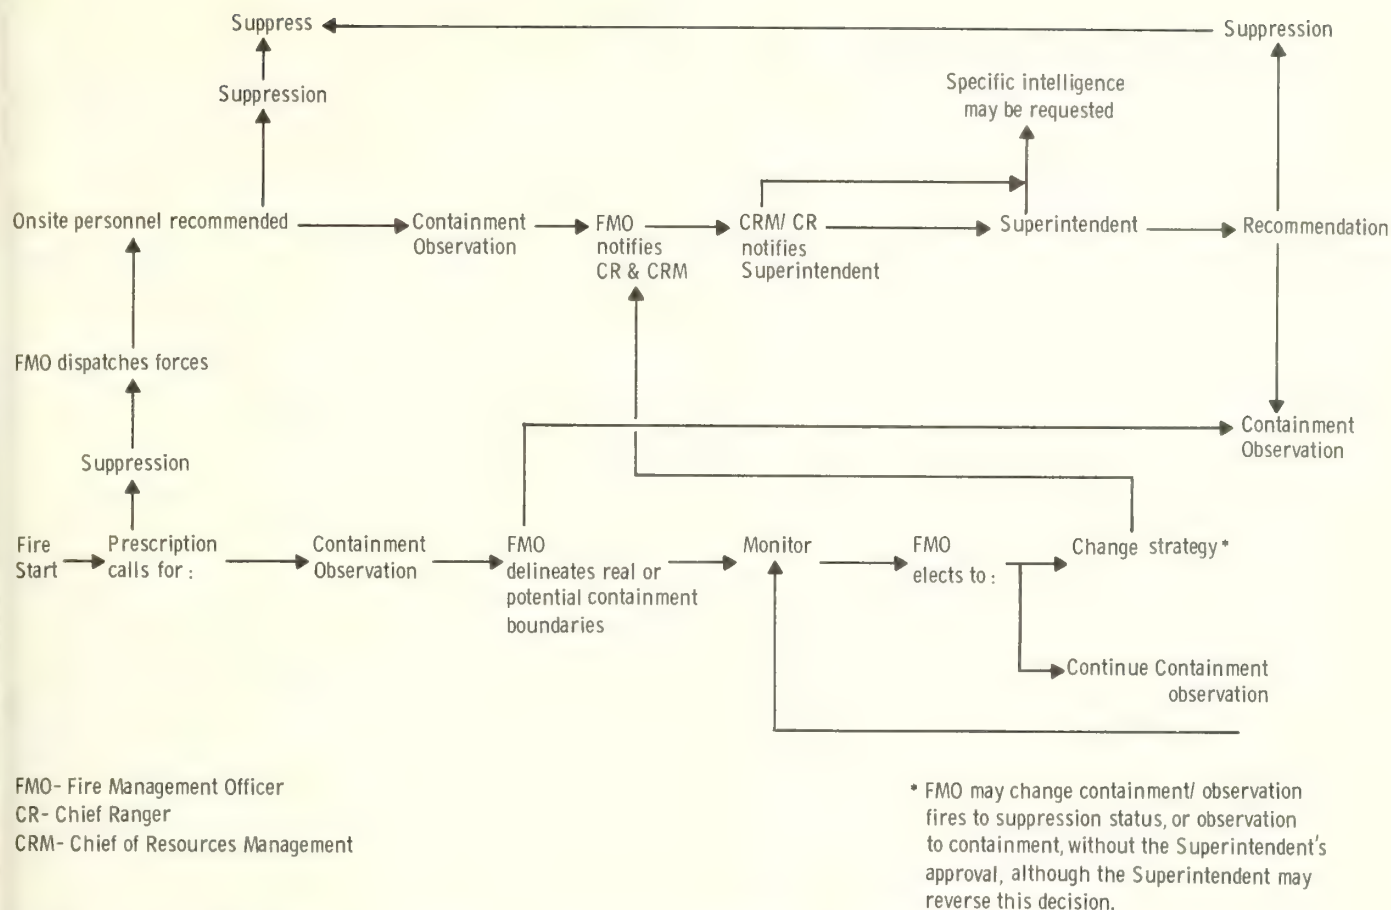 Suppress
Suppression
Suppression
Specific intelligence
may be requested
Onsite personnel recommended
Containment
Observation
FMO
notifies
CR & CRM
CRM/ CR
notifies
Superintendent
Superintendent
Recommendation
FMO dispatches forces
Containment
Observation
Suppression
Fire
Start
Prescription
calls for :
Containment
Observation
FMO
delineates real or
potential containment
boundaries
Monitor
FMO
elects to :
Change strategy*
Continue Containment
observation
FMO- Fire Management Officer
CR- Chief Ranger
CRM- Chief of Resources Management
* FMO may change containment/ observation
fires to suppression status, or observation
to containment, without the Superintendent's
approval, although the Superintendent may
reverse this decision.